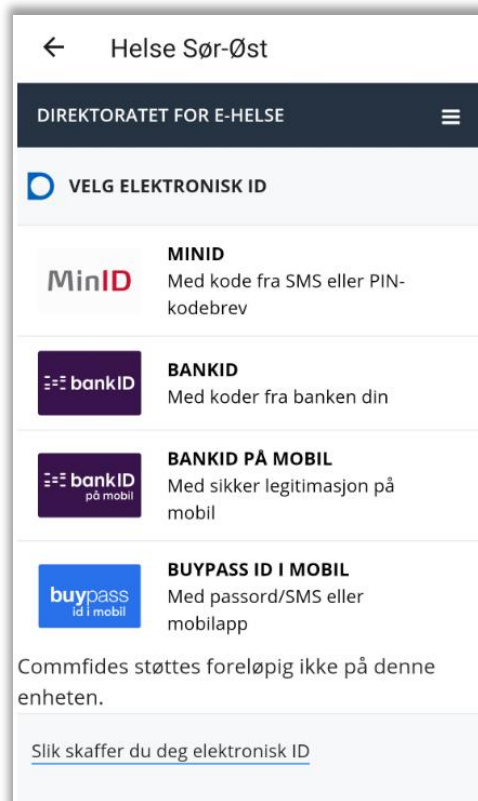 Helse Sør-Øst
DIREKTORATET FOR E-HELSE
VELG ELEKTRONISK ID
MinID
MINID
Med kode fra SMS eller PIN-
kodebrev
bankID
BANKID
Med koder fra banken din
bankID
på mobil
BANKID PÅ MOBIL
Med sikker legitimasjon på
mobil
buypass
id i mobil
BUYPASS ID I MOBIL
Med passord/SMS eller
mobilapp
Commfides støttes foreløpig ikke på denne
enheten.
Slik skaffer du deg elektronisk ID